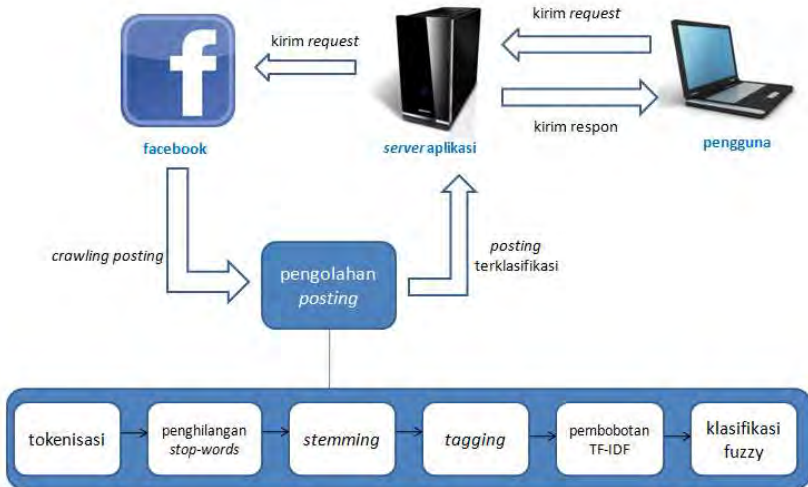 kirim request
kirim request
kirim respon
f
facebook
server aplikasi
pengguna
crawling posting
pengolahan
posting
posting
terklasifikasi
tokenisasi
penghilangan
stop-words
stemming
tagging
pembobotan
TF-IDF
klasifikasi
fuzzy